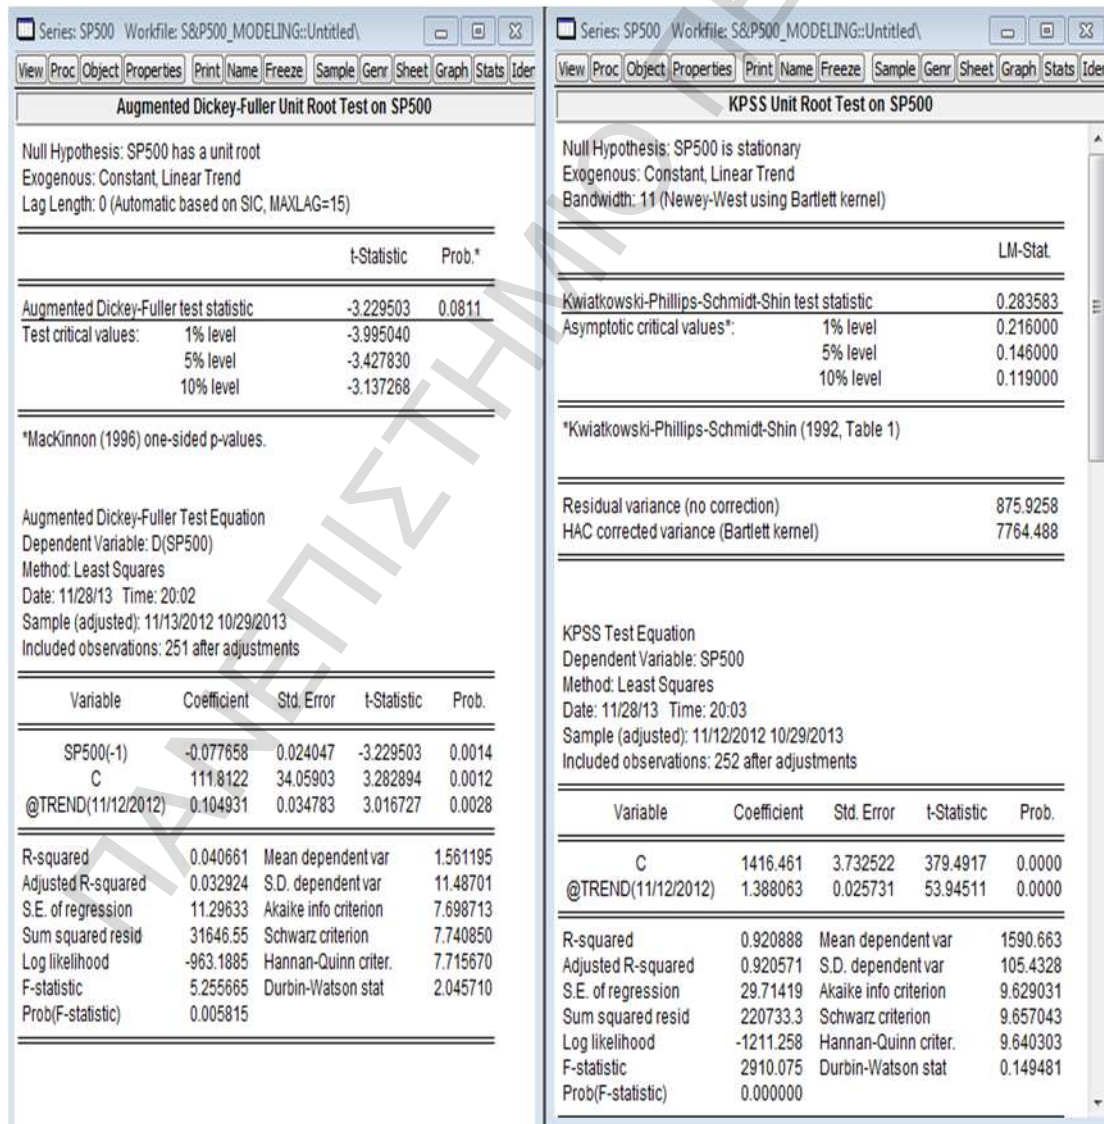 Series: SP500 Workfile: S&P500_MODELING::Untitled\
View Proc Object Properties Print Name Freeze Sample Genr Sheet Graph Stats Iden
Augmented Dickey-Fuller Unit Root Test on SP500
Null Hypothesis: SP500 has a unit root
Exogenous: Constant, Linear Trend
Lag Length: 0 (Automatic based on SIC, MAXLAG=15)
t-Statistic Prob.*
Augmented Dickey-Fuller test statistic -3.229503 0.0811
Test critical values: 1% level -3.995040
5% level -3.427830
10% level -3.137268
*MacKinnon (1996) one-sided p-values.
Augmented Dickey-Fuller Test Equation
Dependent Variable: D(SP500)
Method: Least Squares
Date: 11/28/13 Time: 20:02
Sample (adjusted): 11/13/2012 10/29/2013
Included observations: 251 after adjustments
Variable Coefficient Std. Error t-Statistic Prob.
SP500(-1) -0.077658 0.024047 -3.229503 0.0014
C 111.8122 34.05903 3.282894 0.0012
@TREND(11/12/2012) 0.104931 0.034783 3.016727 0.0028
R-squared 0.040661 Mean dependent var 1.561195
Adjusted R-squared 0.032924 S.D. dependent var 11.48701
S.E. of regression 11.29633 Akaike info criterion 7.698713
Sum squared resid 31646.55 Schwarz criterion 7.740850
Log likelihood -963.1885 Hannan-Quinn criter. 7.715670
F-statistic 5.255665 Durbin-Watson stat 2.045710
Prob(F-statistic) 0.005815
Series: SP500 Workfile: S&P500_MODELING::Untitled\
View Proc Object Properties Print Name Freeze Sample Genr Sheet Graph Stats Iden
KPSS Unit Root Test on SP500
Null Hypothesis: SP500 is stationary
Exogenous: Constant, Linear Trend
Bandwidth: 11 (Newey-West using Bartlett kernel)
LM-Stat.
Kwiatkowski-Phillips-Schmidt-Shin test statistic 0.283583
Asymptotic critical values*: 1% level 0.216000
5% level 0.146000
10% level 0.119000
*Kwiatkowski-Phillips-Schmidt-Shin (1992, Table 1)
Residual variance (no correction) 875.9258
HAC corrected variance (Bartlett kernel) 7764.488
KPSS Test Equation
Dependent Variable: SP500
Method: Least Squares
Date: 11/28/13 Time: 20:03
Sample (adjusted): 11/12/2012 10/29/2013
Included observations: 252 after adjustments
Variable Coefficient Std. Error t-Statistic Prob.
C 1416.461 3.732522 379.4917 0.0000
@TREND(11/12/2012) 1.388063 0.025731 53.94511 0.0000
R-squared 0.920888 Mean dependent var 1590.663
Adjusted R-squared 0.920571 S.D. dependent var 105.4328
S.E. of regression 29.71419 Akaike info criterion 9.629031
Sum squared resid 220733.3 Schwarz criterion 9.657043
Log likelihood -1211.258 Hannan-Quinn criter. 9.640303
F-statistic 2910.075 Durbin-Watson stat 0.149481
Prob(F-statistic) 0.000000
ΠΑΝΕΠΙΣΤΗΜΙΟ